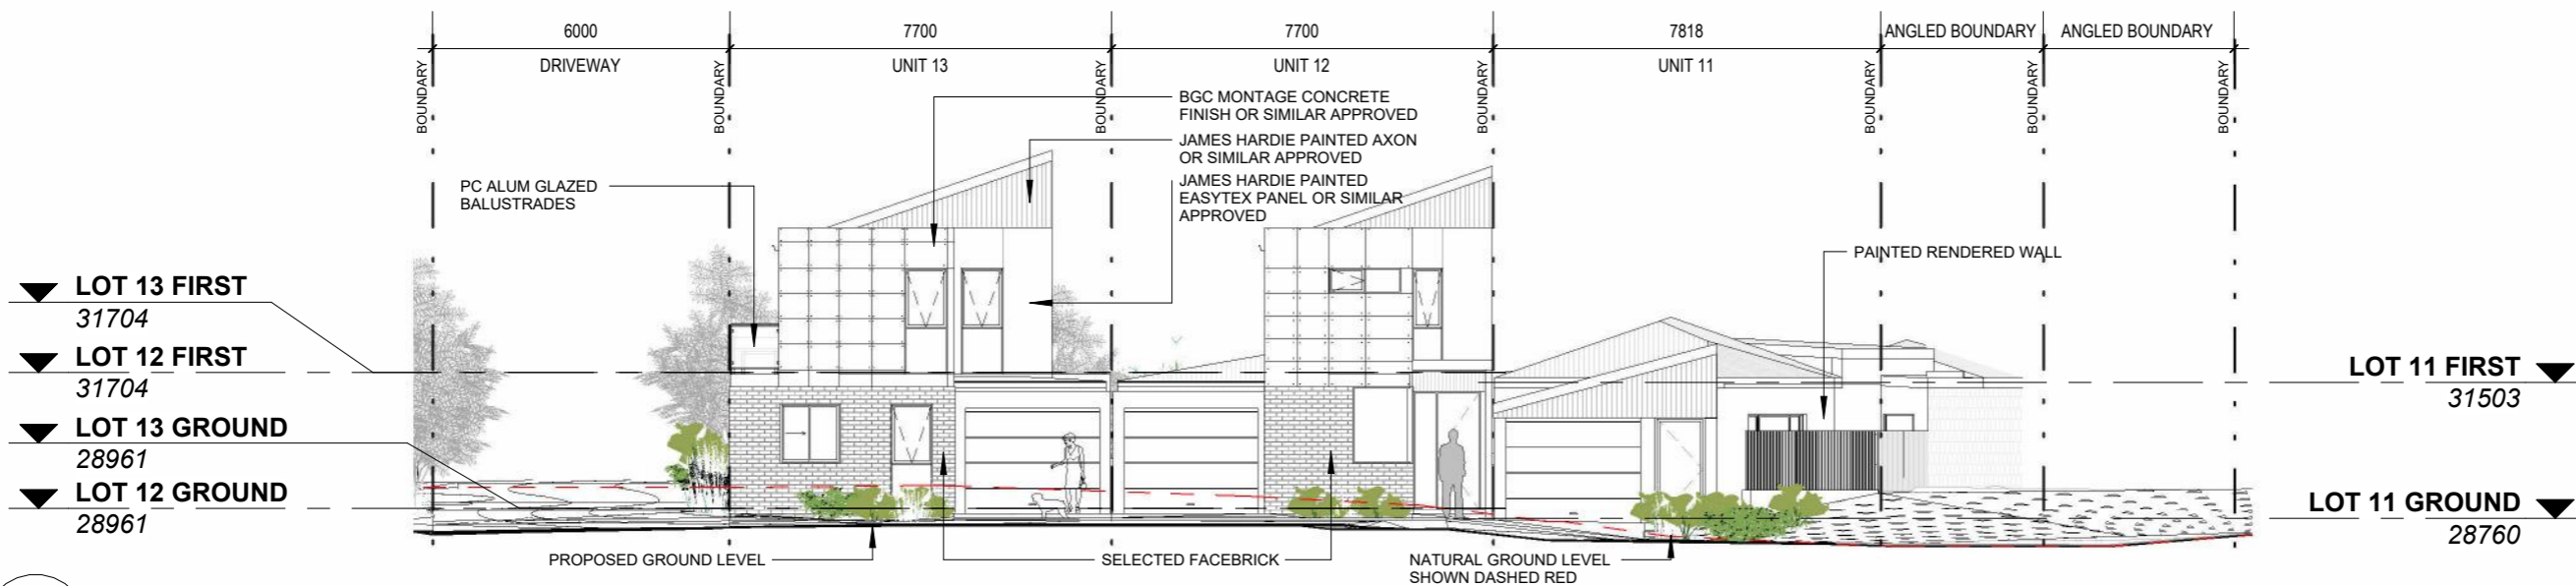 6000
7700
7700
7818
ANGLED BOUNDARY
ANGLED BOUNDARY
DRIVEWAY
UNIT 13
UNIT 12
UNIT 11
BOUNDARY
BOUNDARY
BOUNDARY
BOUNDARY
BOUNDARY
BOUNDARY
BOUNDARY
BGC MONTAGE CONCRETE
FINISH OR SIMILAR APPROVED
JAMES HARDIE PAINTED AXON
OR SIMILAR APPROVED
JAMES HARDIE PAINTED
EASYTEX PANEL OR SIMILAR
APPROVED
PC ALUM GLAZED
BALUSTRADES
PAINTED RENDERED WALL
LOT 13 FIRST
31704
LOT 12 FIRST
31704
LOT 13 GROUND
28961
LOT 12 GROUND
28961
LOT 11 FIRST
31503
LOT 11 GROUND
28760
PROPOSED GROUND LEVEL
SELECTED FACEBRICK
NATURAL GROUND LEVEL
SHOWN DASHED RED